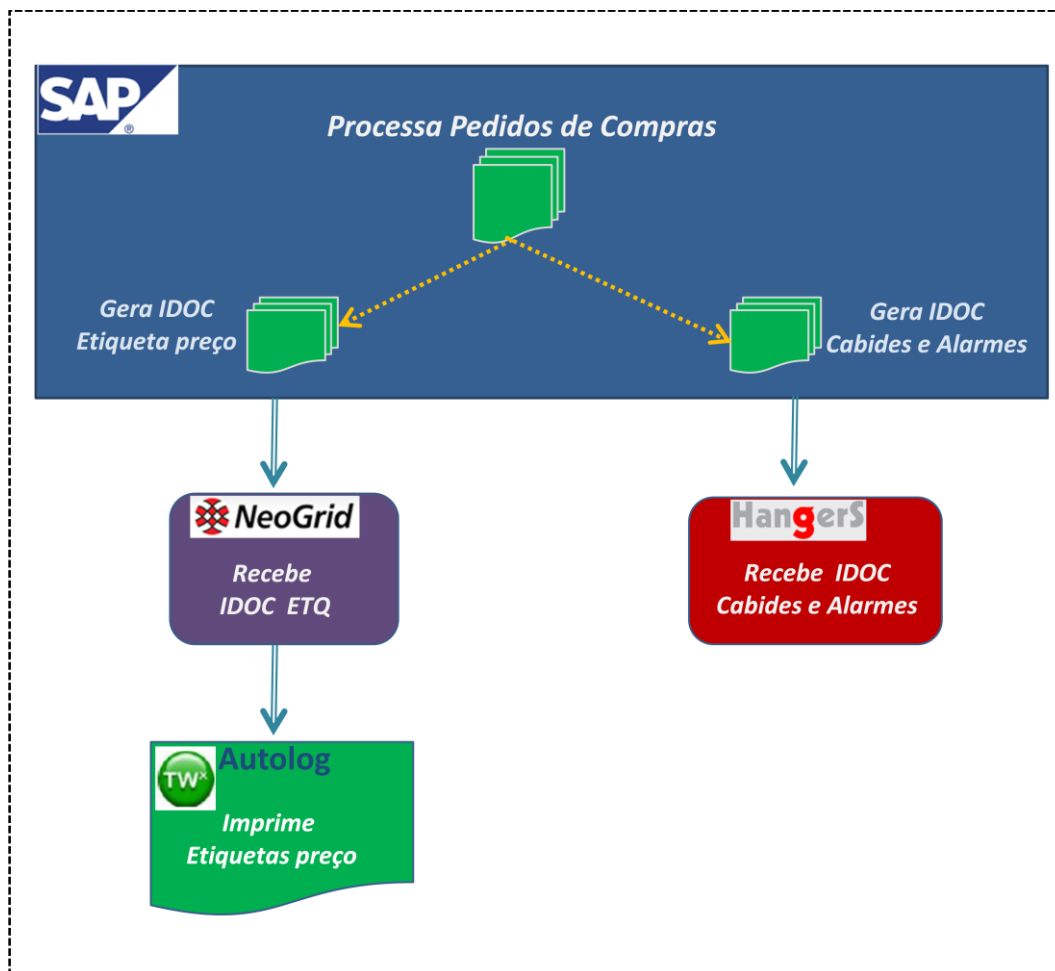 SAP
®
Processa Pedidos de Compras
Gera IDOC
Etiqueta preço
Gera IDOC
Cabides e Alarmes
NeoGrid
Recebe
IDOC ETQ
HangerS
Recebe IDOC
Cabides e Alarmes
TWx
Autolog
Imprime
Etiquetas preço